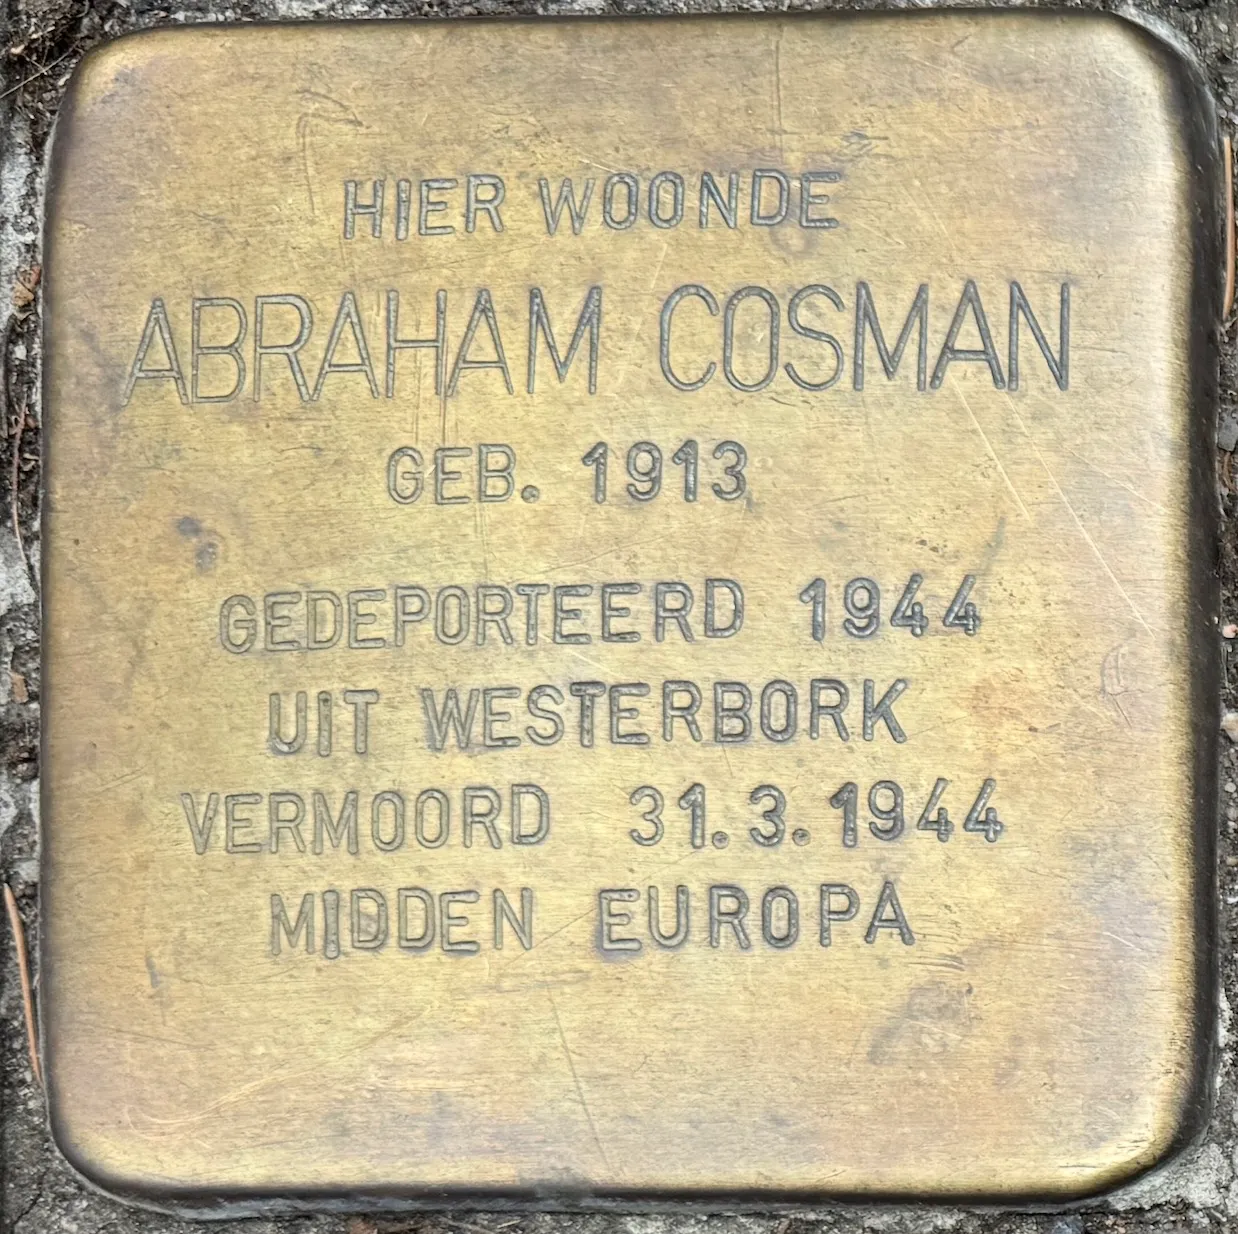 HIER WOONDE
ABRAHAM COSMAN
GEB. 1913
GEDEPORTEERD 1944
UIT WESTERBORK
VERMOORD 31.3.1944
MIDDEN EUROPA